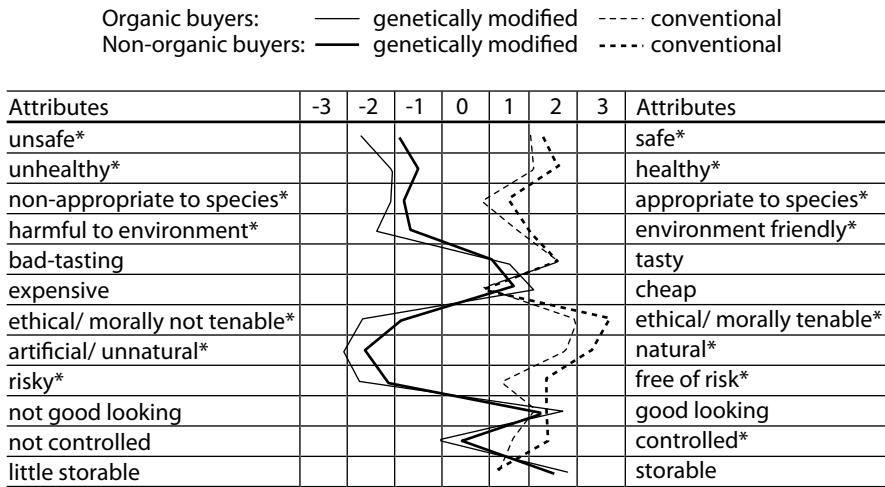 Organic buyers: genetically modified conventional
Non-organic buyers: genetically modified conventional
Attributes -3 -2 -1 0 1 2 3 Attributes
unsafe* safe*
unhealthy* healthy*
non-appropriate to species* appropriate to species*
harmful to environment* environment friendly*
bad-tasting tasty
expensive cheap
ethical/ morally not tenable* ethical/ morally tenable*
artificial/ unnatural* natural*
risky* free of risk*
not good looking good looking
not controlled controlled*
little storable storable